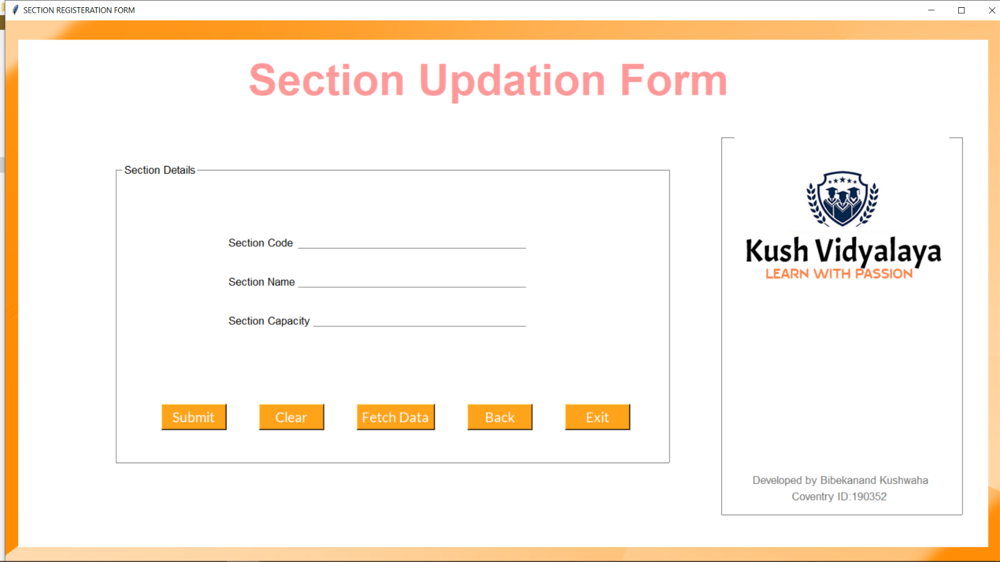 SECTION REGISTERATION FORM
Section Updation Form
Section Details
Section Code
Section Name
Section Capacity
Submit Clear Fetch Data Back Exit
Kush Vidyalaya
LEARN WITH PASSION
Developed by Bibekanand Kushwaha
Coventry ID:190352